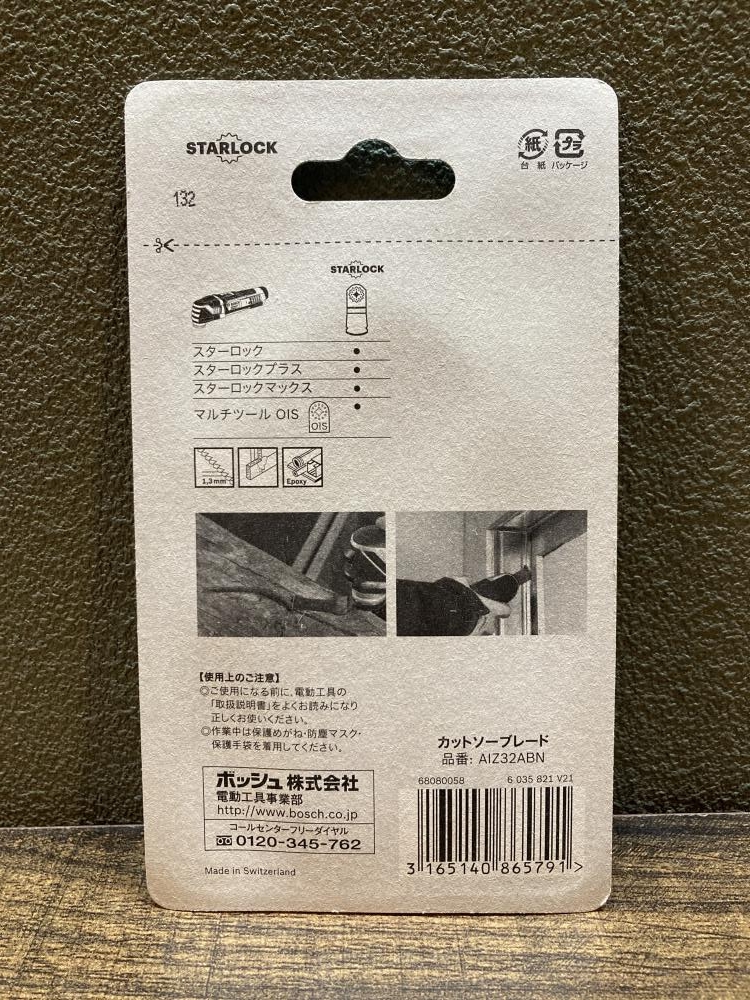 STARLOCK
紙
プラ
台 紙 パッケージ
132
STARLOCK
スターロック
スターロックプラス
スターロックマックス
マルチツール OIS
OIS
1,3mm
Epoxy
【使用上のご注意】
◎ご使用になる前に、電動工具の
「取扱説明書」をよくお読みになり
正しくお使いください。
◎作業中は保護めがね・防塵マスク・
保護手袋を着用してください。
カットソーブレード
品番: AIZ32ABN
68080058 6 035 821 V21
ボッシュ株式会社
電動工具事業部
http://www.bosch.co.jp
コールセンターフリーダイヤル
0120-345-762
3 165140 865791 >
Made in Switzerland